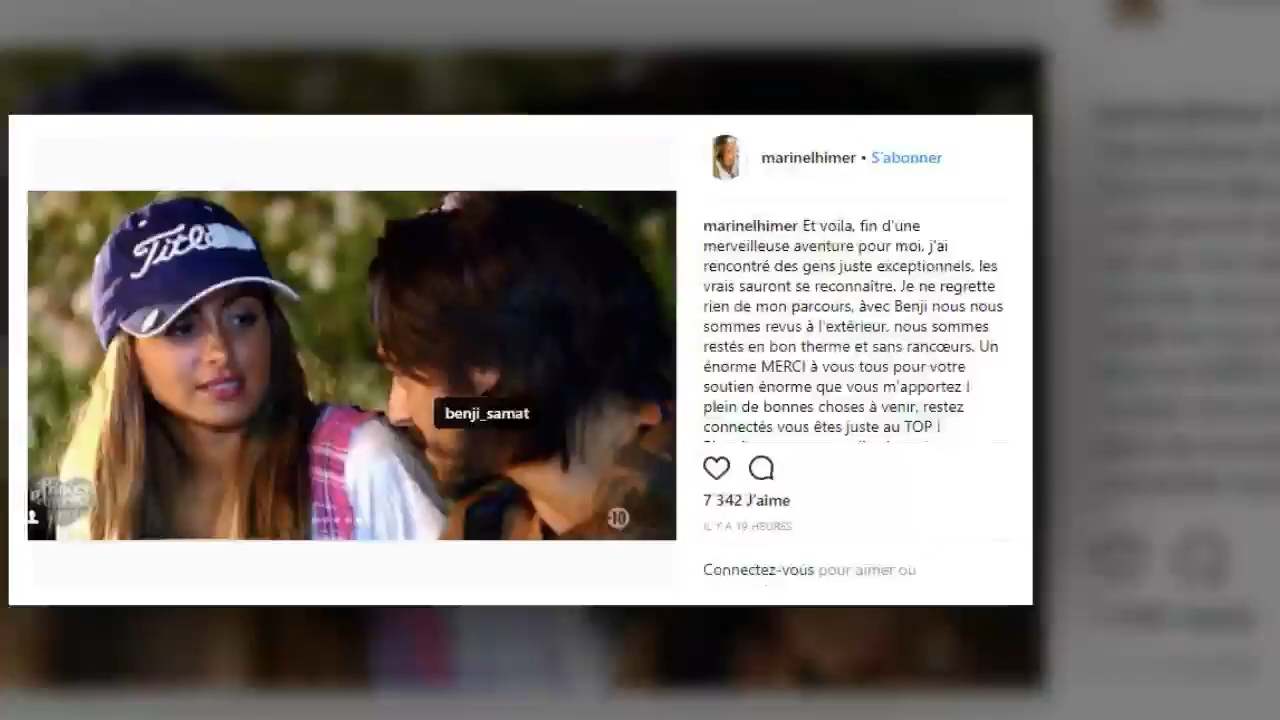 marinelhimer • S'abonner
marinelhimer Et voila, fin d'une
merveilleuse aventure pour moi, j'ai
rencontré des gens juste exceptionnels, les
vrais sauront se reconnaître. Je ne regrette
rien de mon parcours, àvec Benji nous nous
sommes revus à l'extérieur, nous sommes
restés en bon therme et sans rancœurs. Un
énorme MERCI à vous tous pour votre
soutien énorme que vous m'apportez !
plein de bonnes choses à venir, restez
connectés vous êtes juste au TOP !
Titl
benji_samat
-10
7 342 J'aime
IL Y A 19 HEURES
Connectez-vous pour aimer ou